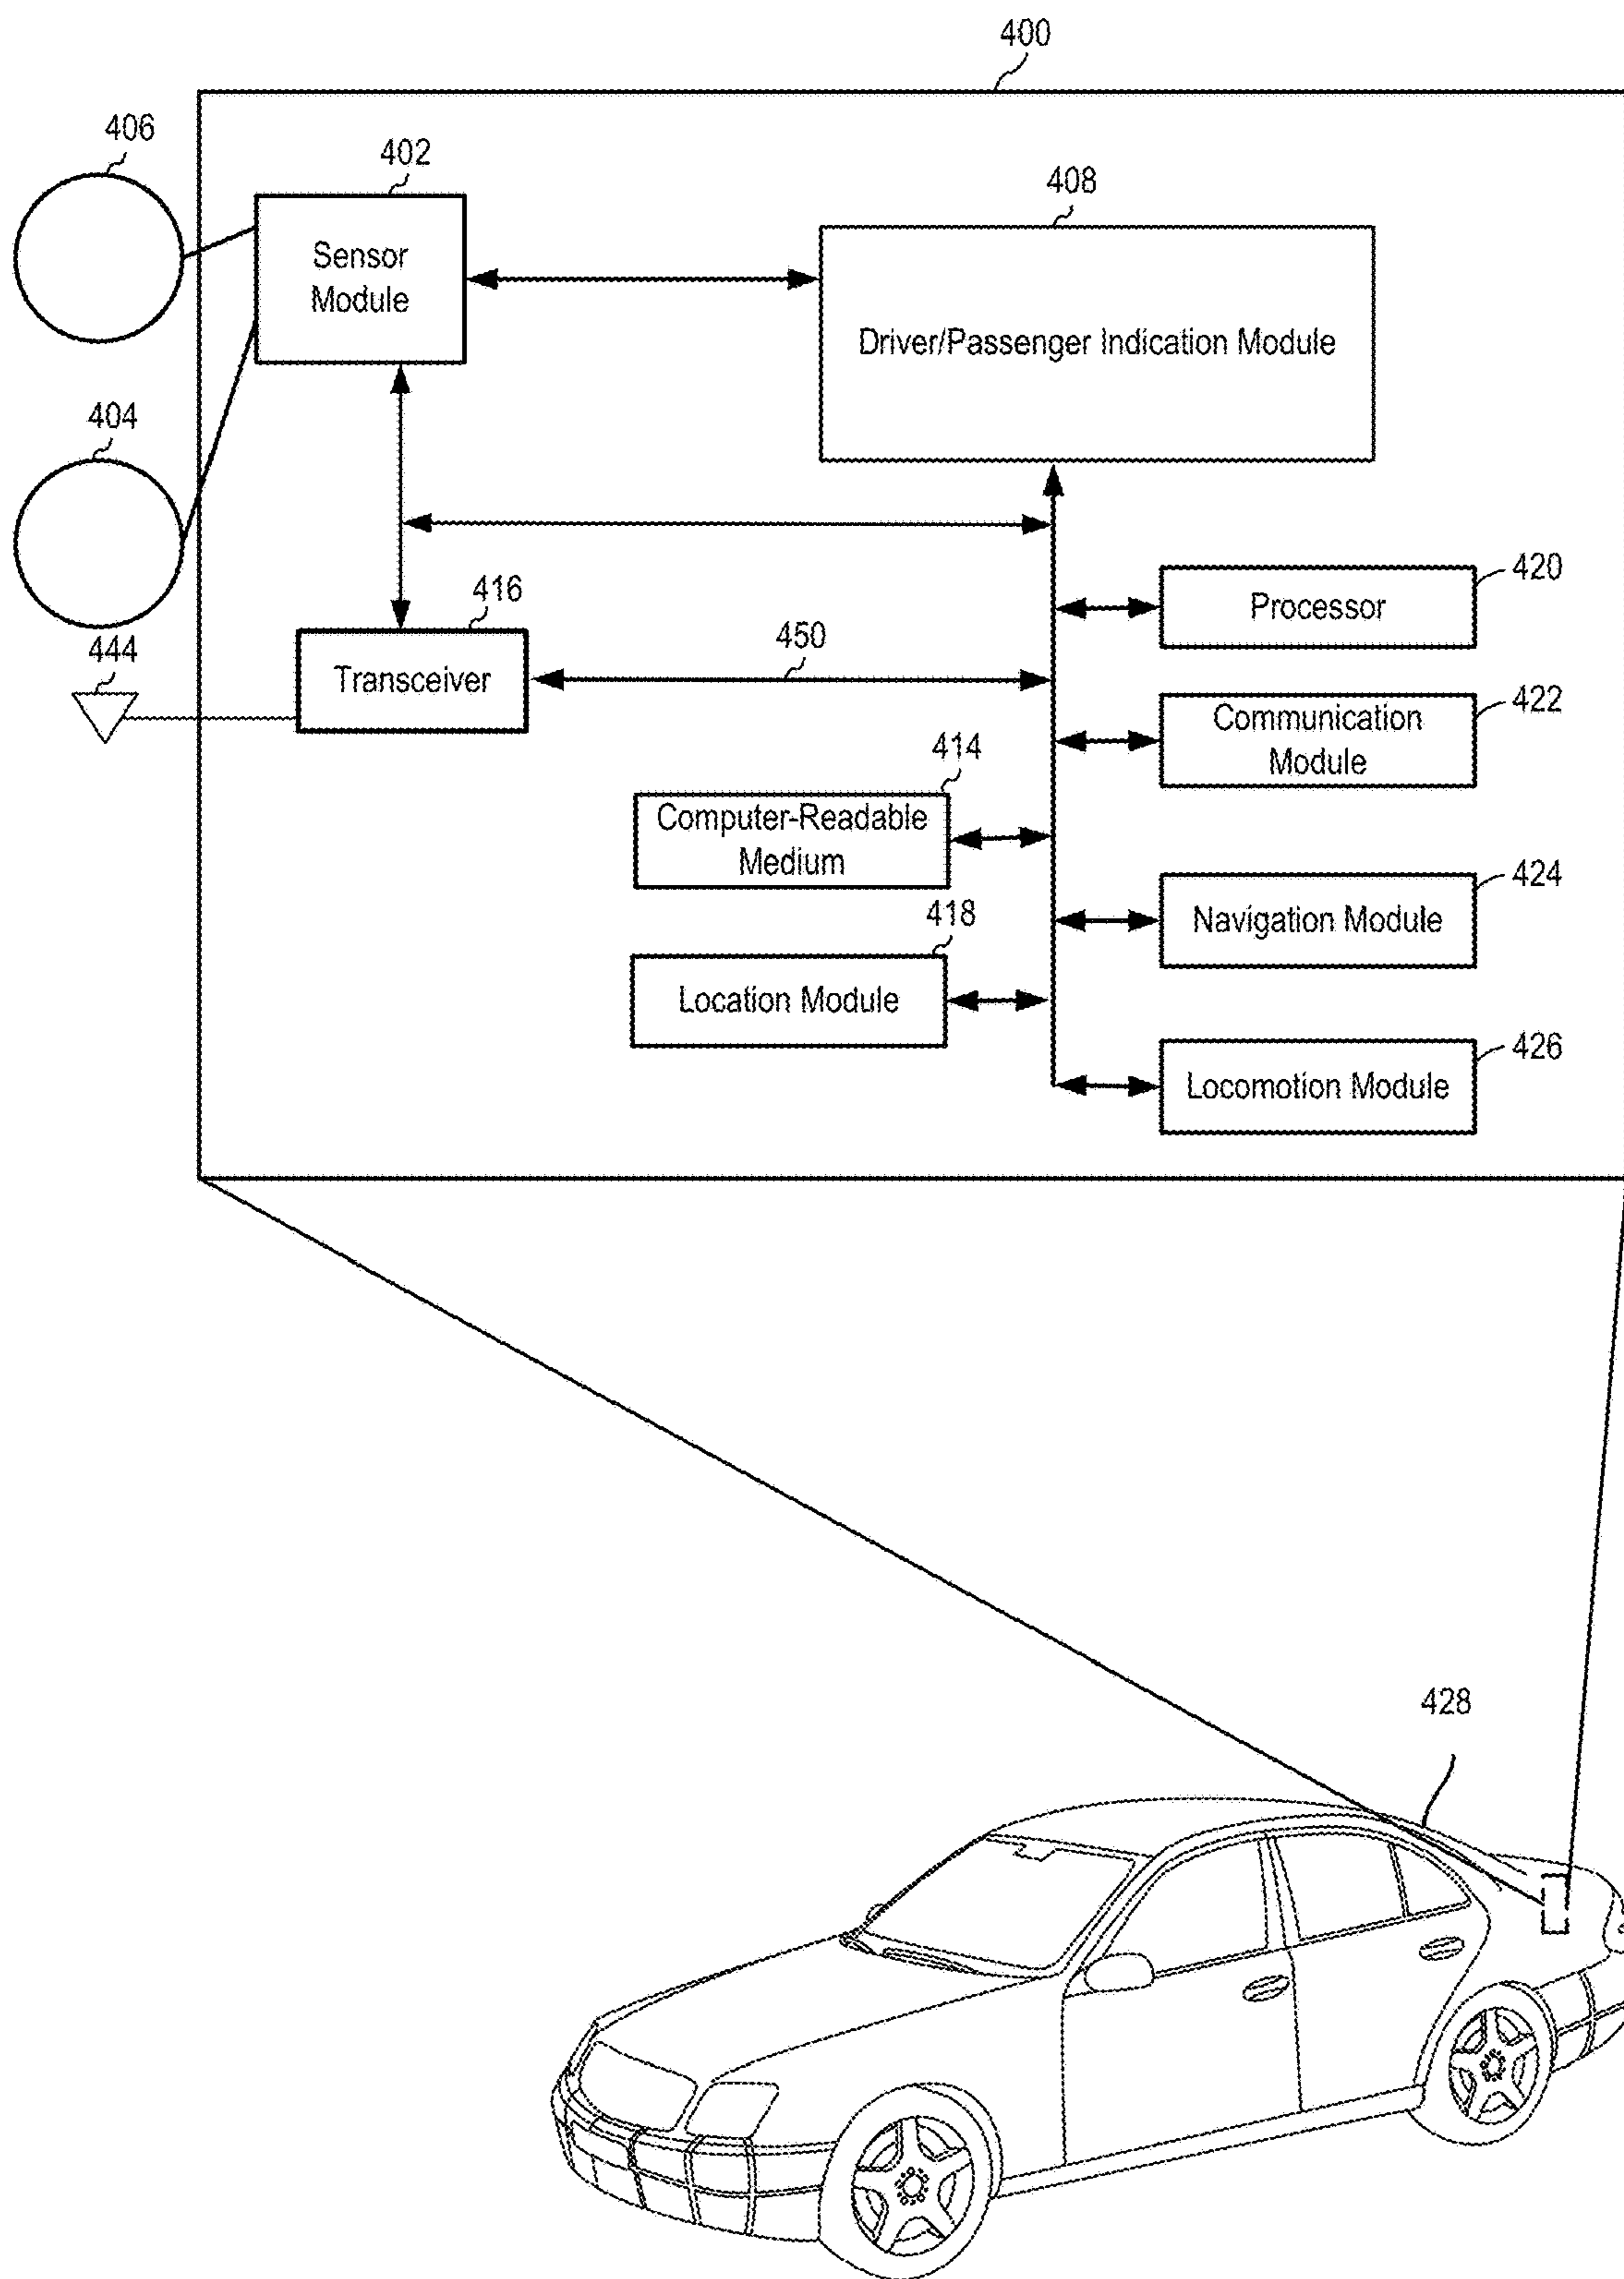 400
406
402
408
Sensor
Module
Driver/Passenger Indication Module
404
416
420
Processor
444
450
Transceiver
422
Communication
Module
414
Computer-Readable
Medium
424
Navigation Module
418
Location Module
426
Locomotion Module
428